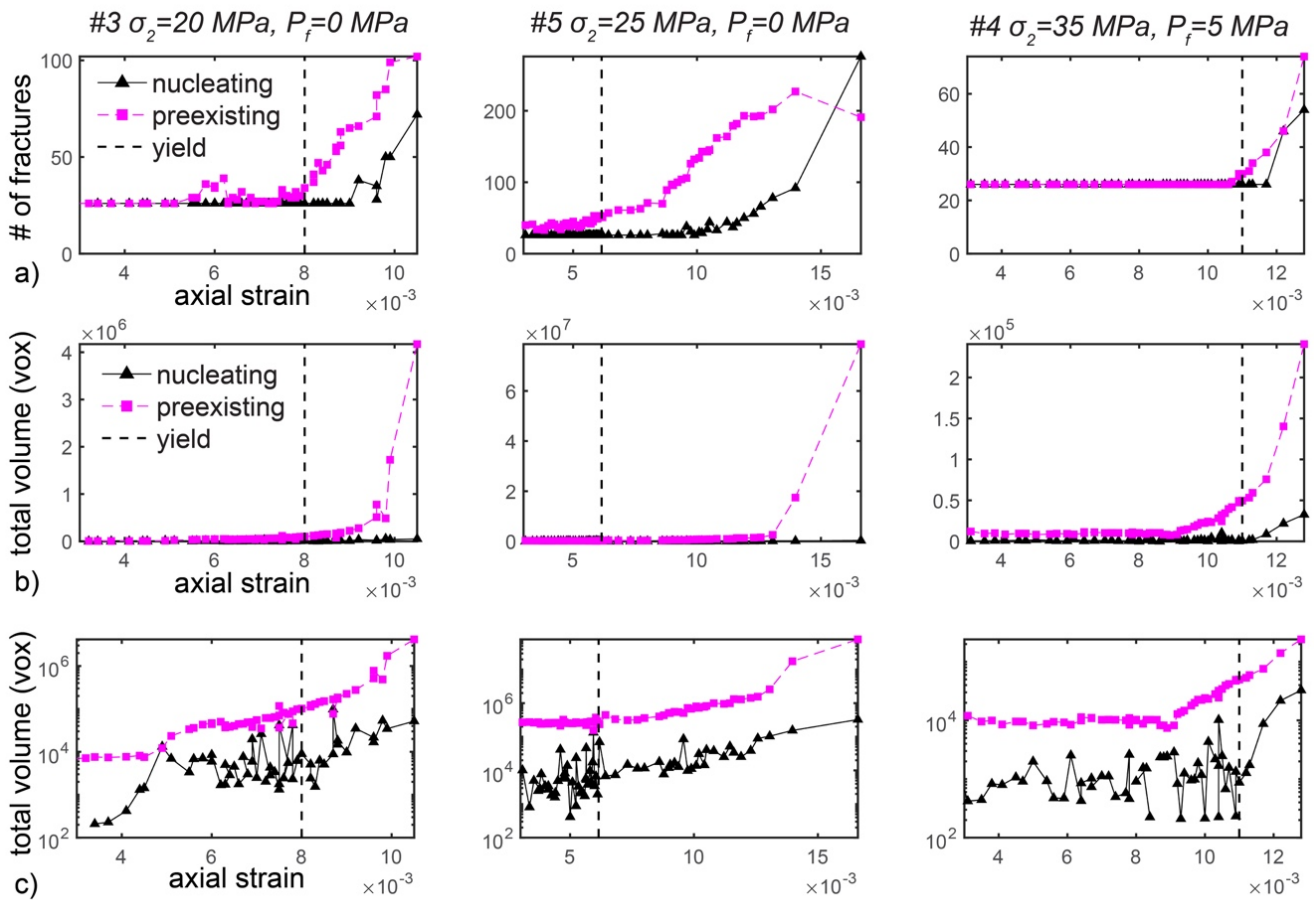 #3 σ2=20 MPa, Pf=0 MPa
#5 σ2=25 MPa, Pf=0 MPa
#4 σ2=35 MPa, Pf=5 MPa
# of fractures
100
50
0
nucleating
preexisting
yield
4 6 8 10
×10-3
axial strain
a)
200
100
0
5 10 15
×10-3
60
40
20
0
4 6 8 10 12
×10-3
total volume (vox)
×106
4
3
2
1
0
nucleating
preexisting
yield
4 6 8 10
×10-3
axial strain
b)
×107
6
4
2
0
5 10 15
×10-3
×105
2
1.5
1
0.5
0
4 6 8 10 12
×10-3
total volume (vox)
106
104
102
4 6 8 10
×10-3
axial strain
c)
106
104
102
5 10 15
×10-3
104
102
4 6 8 10 12
×10-3